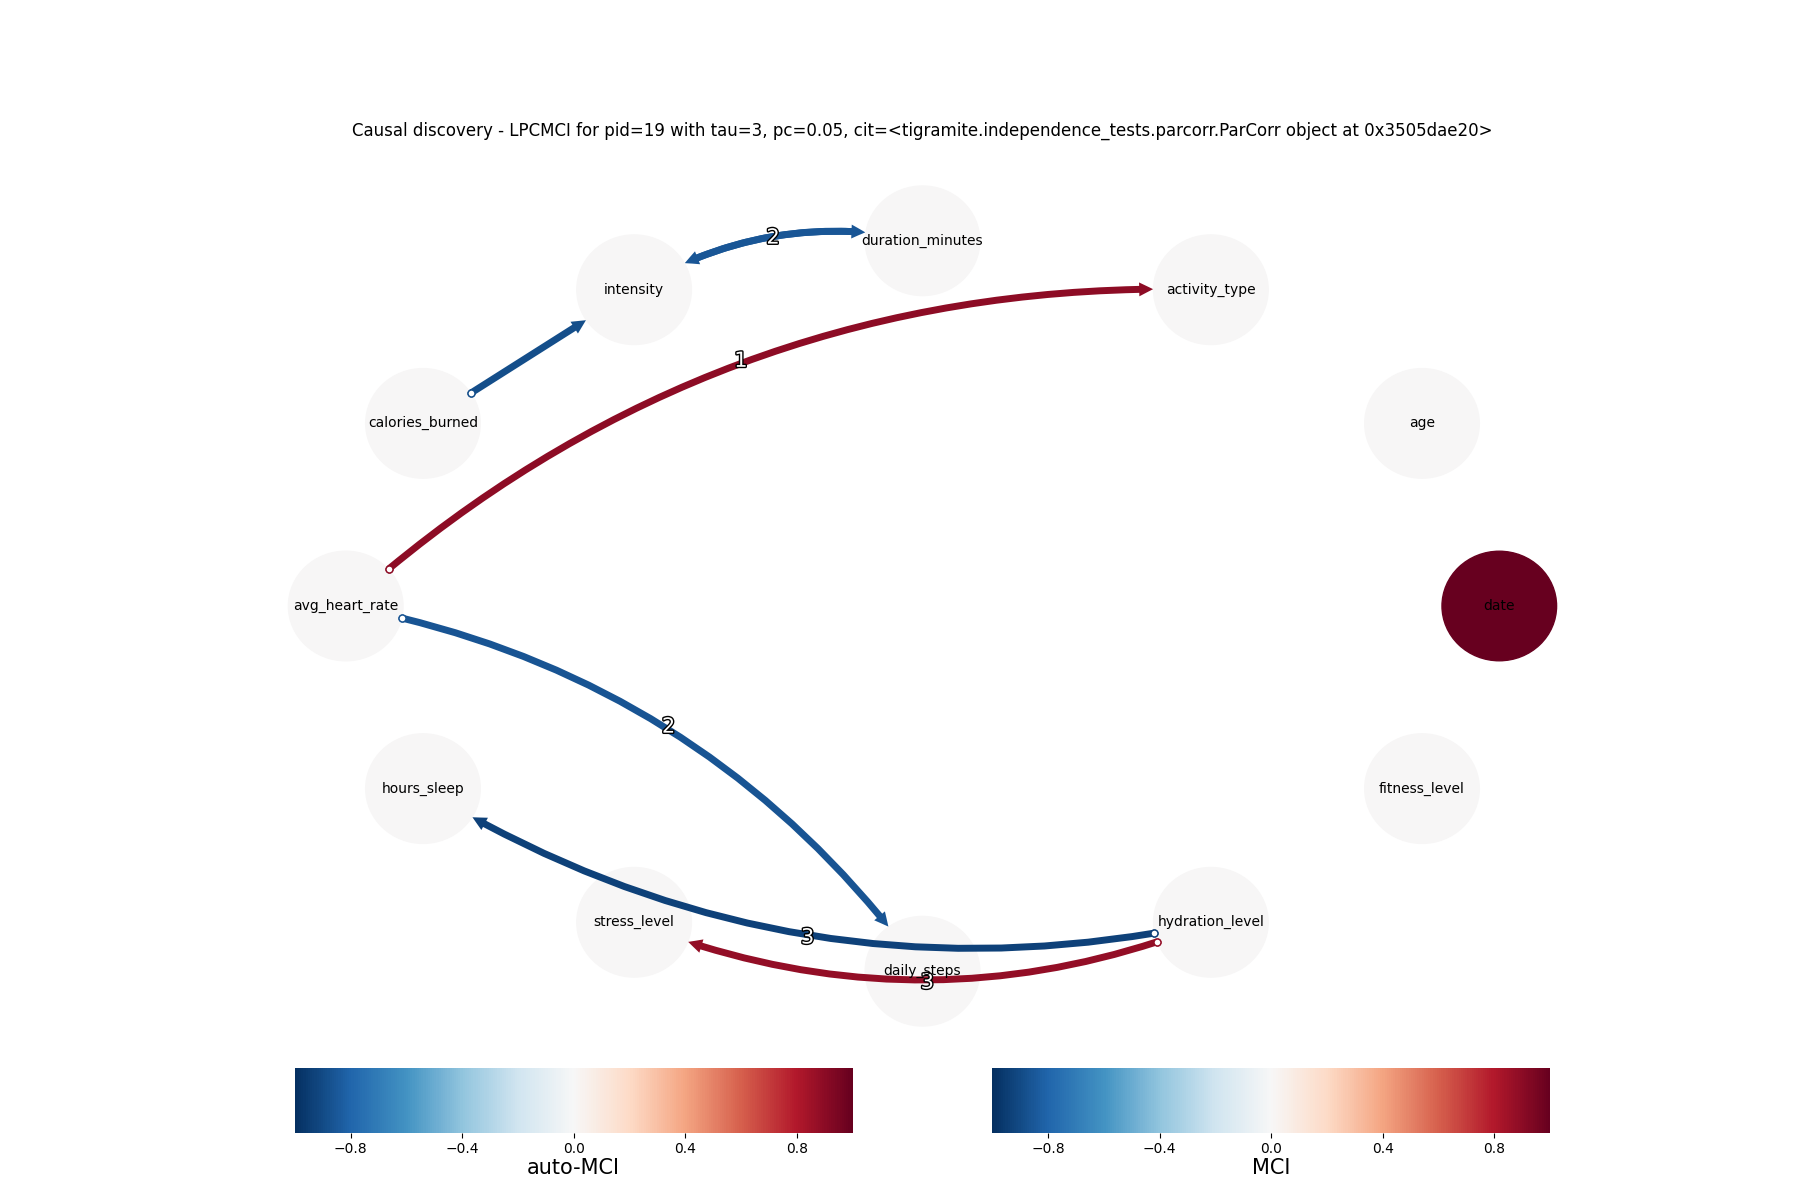 Causal discovery - LPCMCI for pid=19 with tau=3, pc=0.05, cit=<tigramite.independence_tests.parcorr.ParCorr object at 0x3505dae20>
2
duration_minutes
intensity
activity_type
1
calories_burned
age
avg_heart_rate
date
2
hours_sleep
fitness_level
stress_level
hydration_level
3
daily_steps
3
−0.8 −0.4 0.0 0.4 0.8
auto-MCI
−0.8 −0.4 0.0 0.4 0.8
MCI